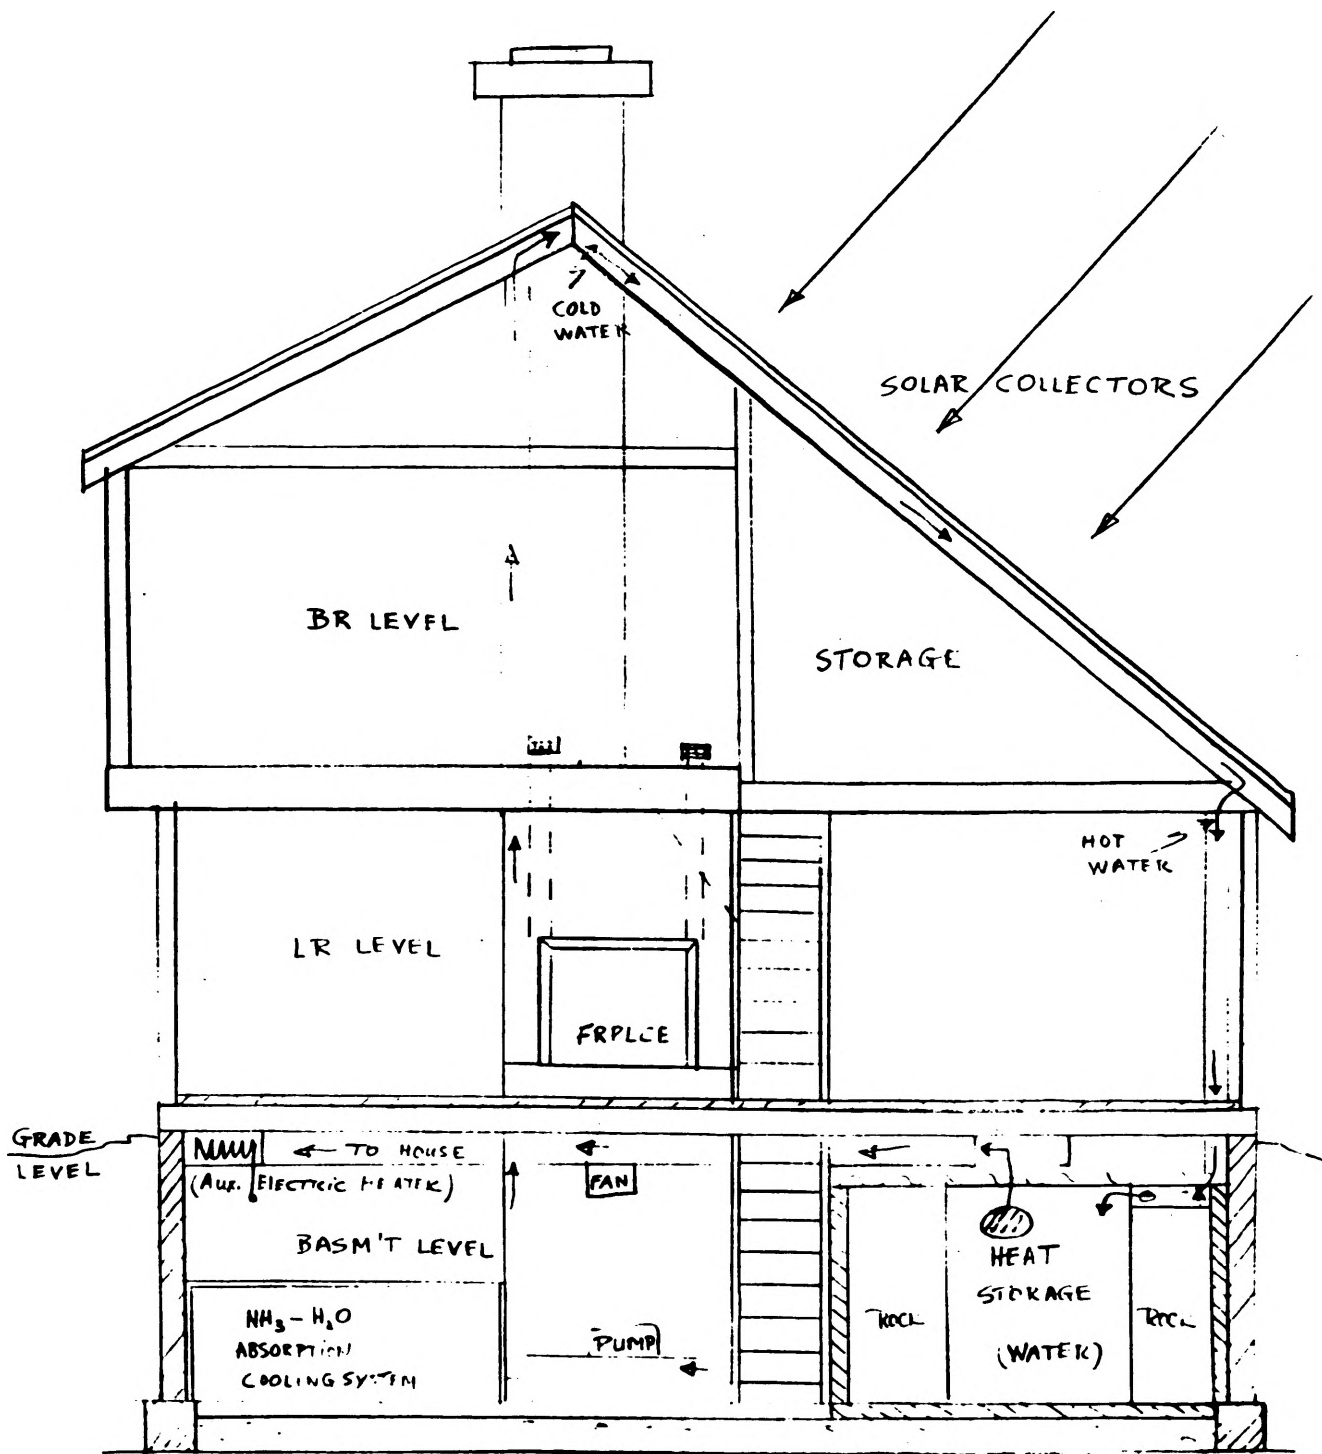 COLD
WATER
SOLAR COLLECTORS
BR LEVEL
STORAGE
HOT
WATER
LR LEVEL
FRPLCE
GRADE
LEVEL
TO HOUSE
(AUX. ELECTRIC HEATER)
FAN
BASM'T LEVEL
HEAT
STORAGE
(WATER)
ROCK
ROCK
NH₃-H₂O
ABSORPTION
COOLING SYSTEM
PUMP